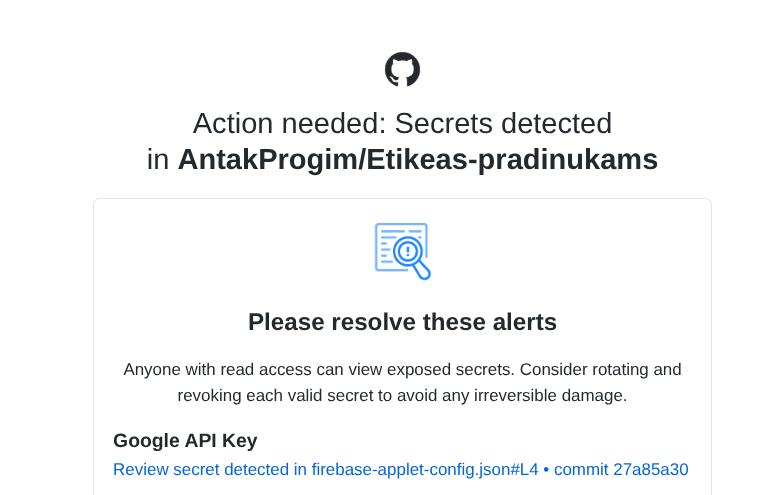 Action needed: Secrets detected
in AntakProgim/Etikeas-pradinukams
Please resolve these alerts
Anyone with read access can view exposed secrets. Consider rotating and
revoking each valid secret to avoid any irreversible damage.
Google API Key
Review secret detected in firebase-applet-config.json#L4 • commit 27a85a30